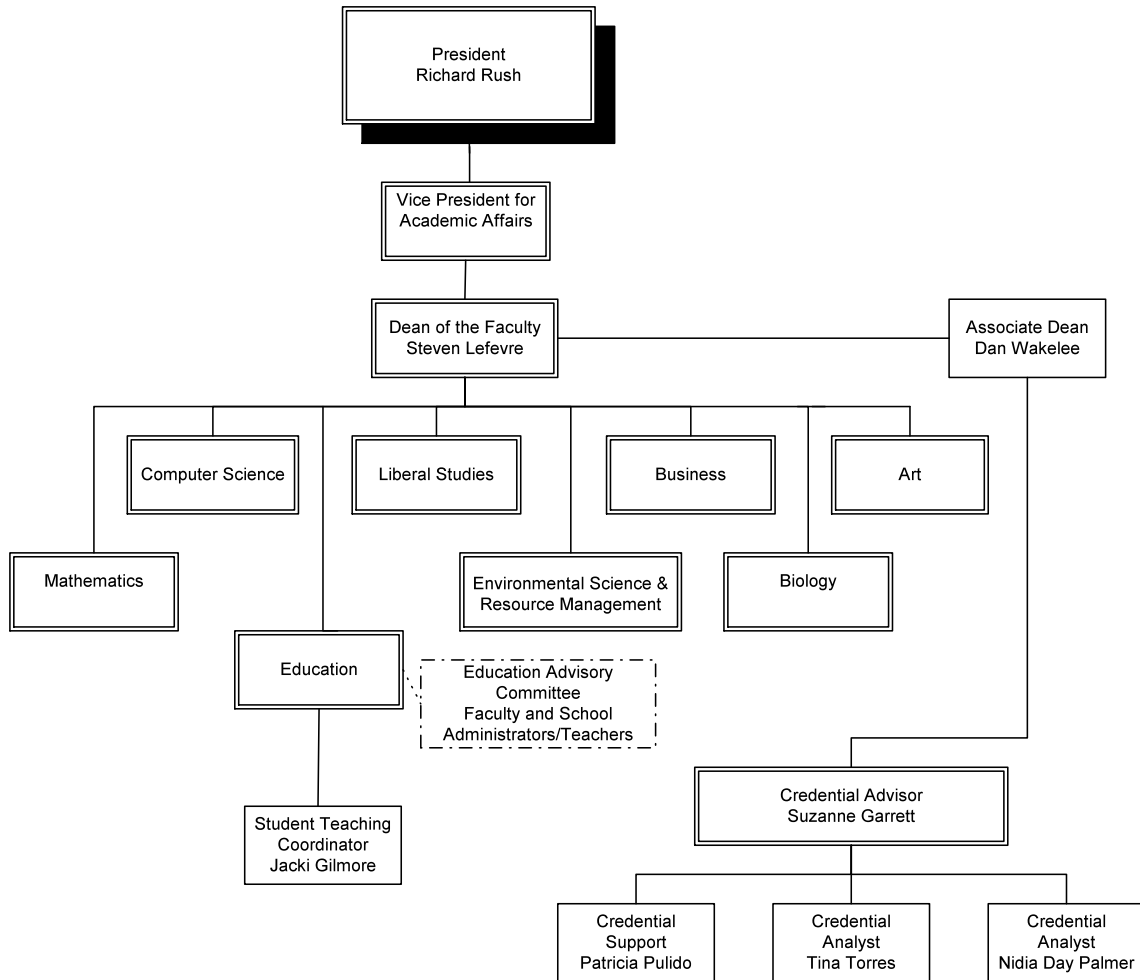 President
Richard Rush
Vice President for
Academic Affairs
Dean of the Faculty
Steven Lefevre
Associate Dean
Dan Wakelee
Computer Science
Liberal Studies
Business
Art
Mathematics
Environmental Science &
Resource Management
Biology
Education
Education Advisory
Committee
Faculty and School
Administrators/Teachers
Student Teaching
Coordinator
Jacki Gilmore
Credential Advisor
Suzanne Garrett
Credential
Support
Patricia Pulido
Credential
Analyst
Tina Torres
Credential
Analyst
Nidia Day Palmer